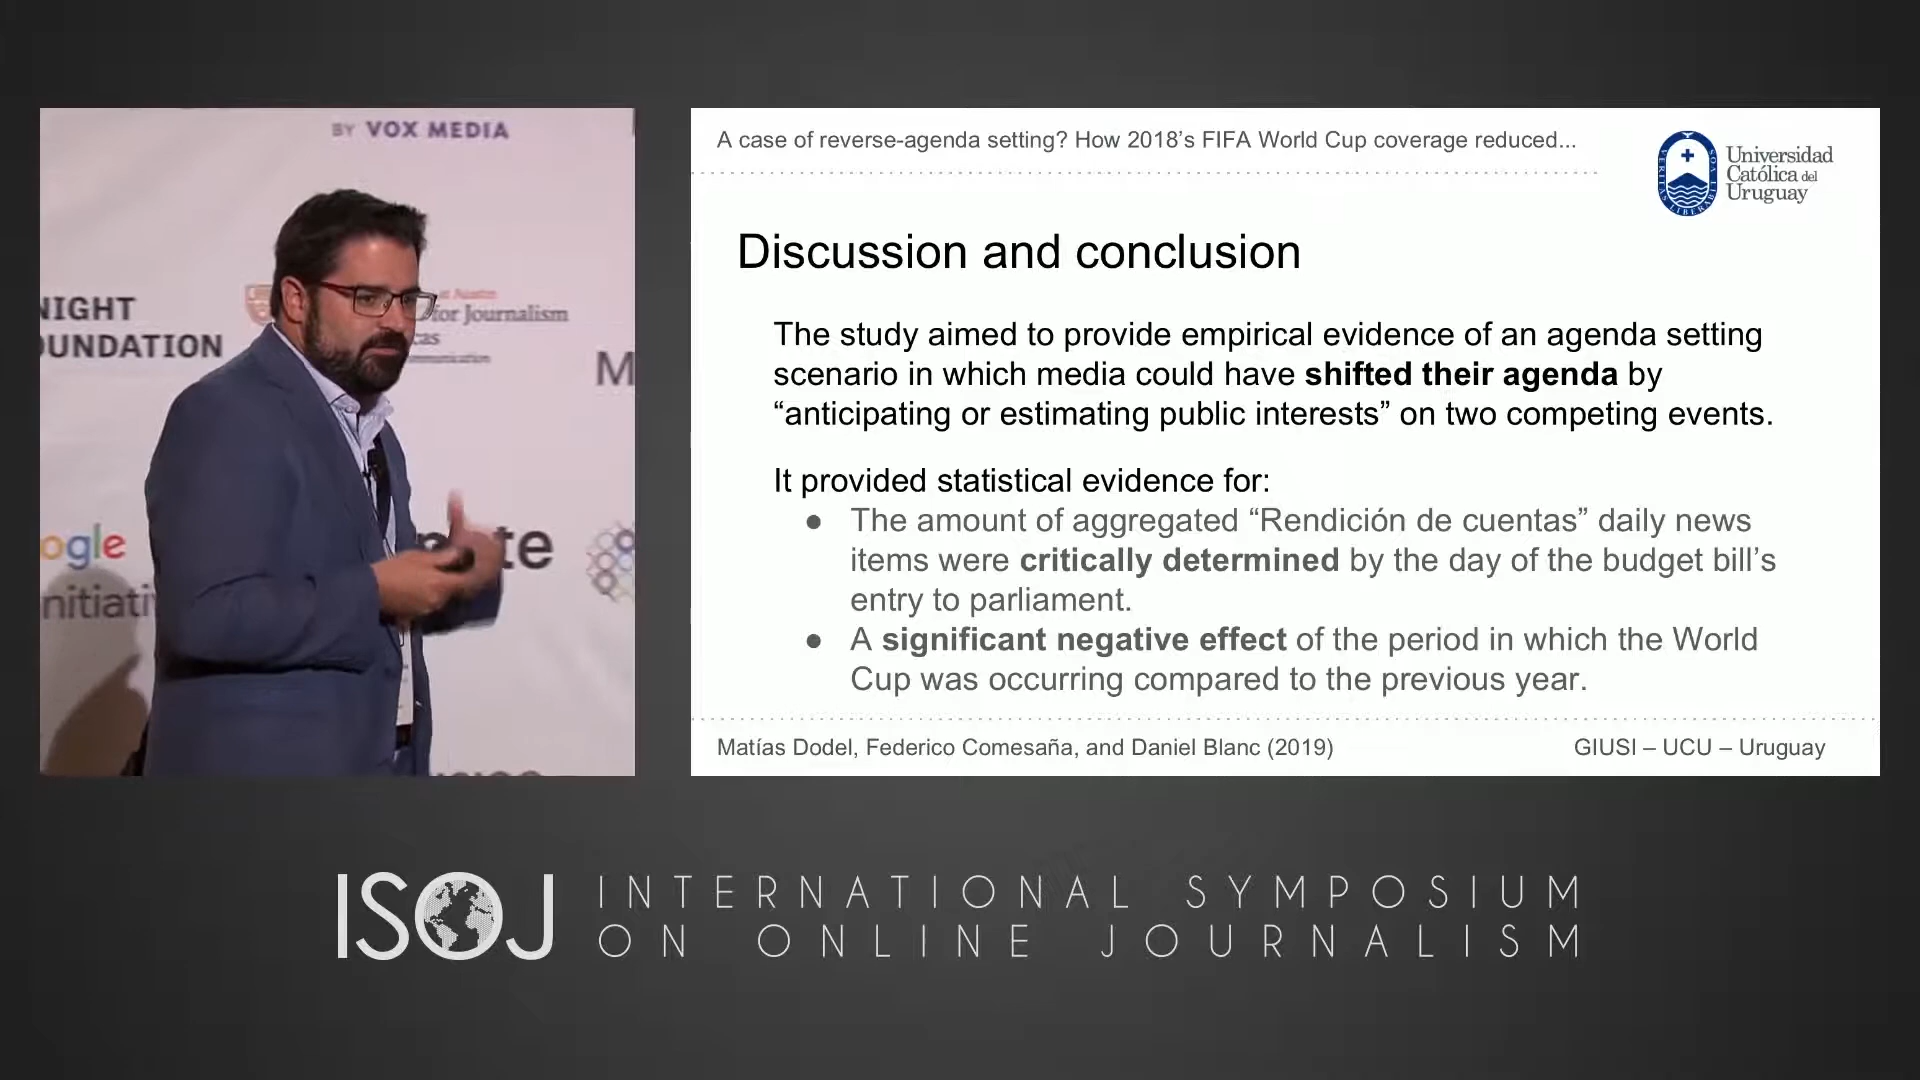 BY VOX MEDIA
FOUNDATION
for Journalism
A case of reverse-agenda setting? How 2018’s FIFA World Cup coverage reduced...
Universidad
Católica del
Uruguay
Discussion and conclusion
The study aimed to provide empirical evidence of an agenda setting
scenario in which media could have shifted their agenda by
“anticipating or estimating public interests” on two competing events.
It provided statistical evidence for:
● The amount of aggregated “Rendición de cuentas” daily news
items were critically determined by the day of the budget bill’s
entry to parliament.
● A significant negative effect of the period in which the World
Cup was occurring compared to the previous year.
Matías Dodel, Federico Comesaña, and Daniel Blanc (2019)
GIUSI – UCU – Uruguay
ISOJ INTERNATIONAL SYMPOSIUM
ON ONLINE JOURNALISM